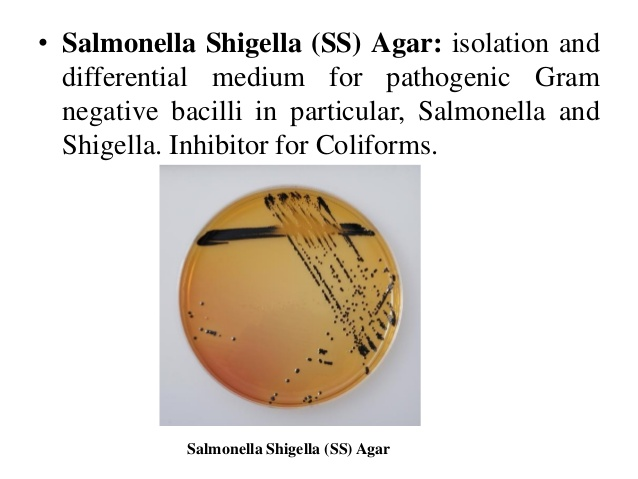 • Salmonella Shigella (SS) Agar: isolation and
differential medium for pathogenic Gram
negative bacilli in particular, Salmonella and
Shigella. Inhibitor for Coliforms.
Salmonella Shigella (SS) Agar